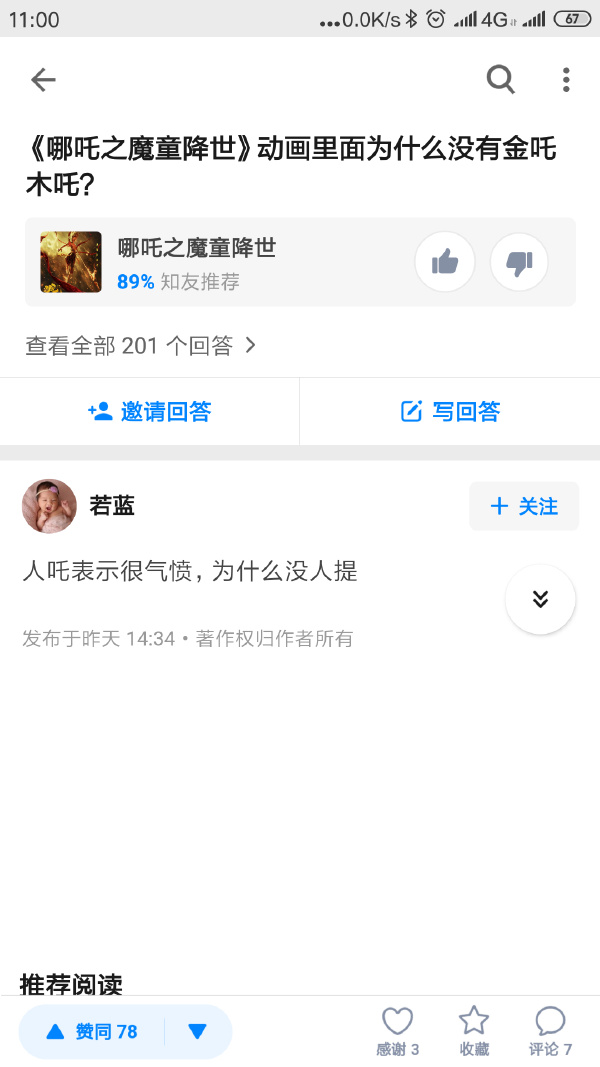 11:00
...0.0K/s
4G
67
《哪吒之魔童降世》动画里面为什么没有金吒
木吒？
哪吒之魔童降世
89% 知友推荐
查看全部 201 个回答
邀请回答
写回答
若蓝
关注
人吒表示很气愤，为什么没人提
发布于昨天 14:34・著作权归作者所有
推荐阅读
赞同 78
感谢 3
收藏
评论 7